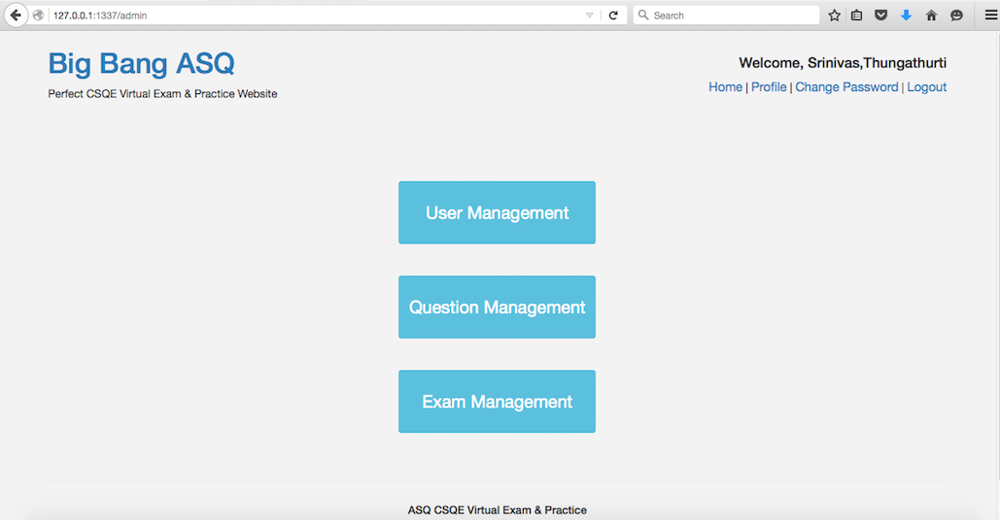 127.0.0.1:1337/admin
Search
Big Bang ASQ
Perfect CSQE Virtual Exam & Practice Website
Welcome, Srinivas,Thungathurti
Home | Profile | Change Password | Logout
User Management
Question Management
Exam Management
ASQ CSQE Virtual Exam & Practice